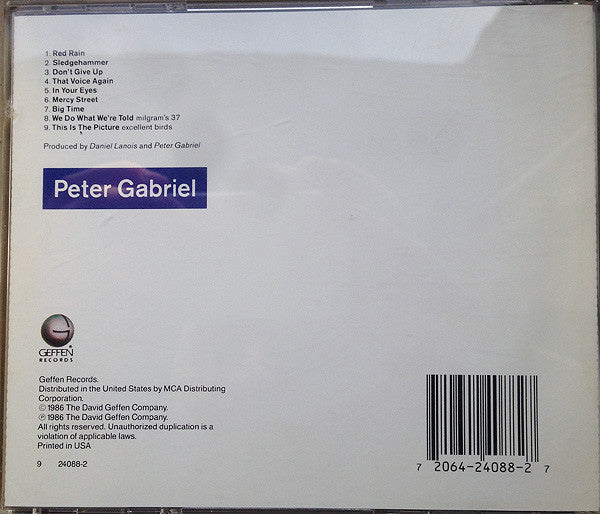 1. Red Rain
2. Sledgehammer
3. Don't Give Up
4. That Voice Again
5. In Your Eyes
6. Mercy Street
7. Big Time
8. We Do What We're Told milgram's 37
9. This Is The Picture excellent birds
Produced by Daniel Lanois and Peter Gabriel
Peter Gabriel
GEFFEN
RECORDS
Geffen Records.
Distributed in the United States by MCA Distributing
Corporation.
© 1986 The David Geffen Company.
℗ 1986 The David Geffen Company.
All rights reserved. Unauthorized duplication is a
violation of applicable laws.
Printed in USA
9 24088-2
7 2064-24088-2 7